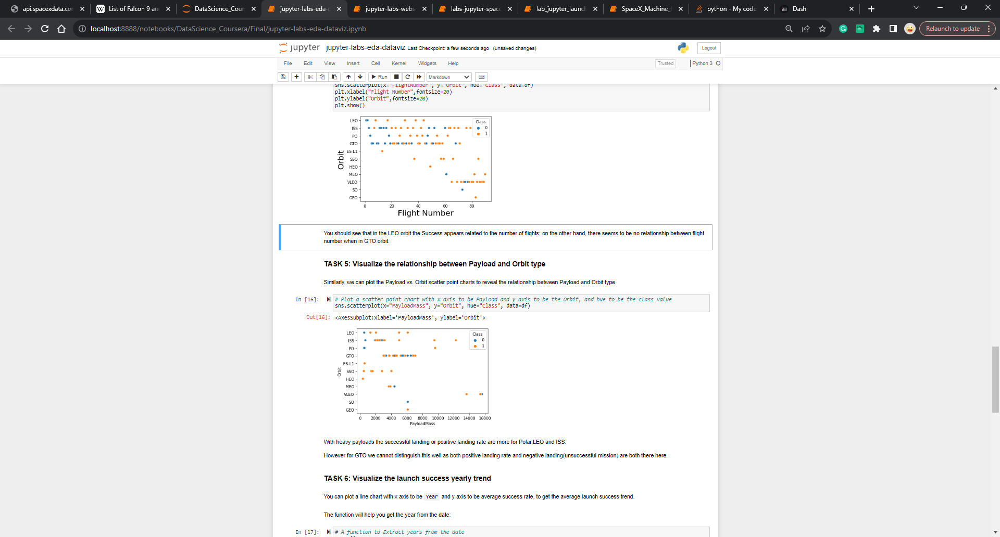 api.spacexdata.co
List of Falcon 9 an
DataScience_Cour
jupyter-labs-eda-c
jupyter-labs-webs
labs-jupyter-space
lab_jupyter_launch
SpaceX_Machine_
python - My code
Dash
localhost:8888/notebooks/DataScience_Coursera/Final/jupyter-labs-eda-dataviz.ipynb
Relaunch to update
jupyter jupyter-labs-eda-dataviz Last Checkpoint: a few seconds ago (unsaved changes)
Logout
File Edit View Insert Cell Kernel Widgets Help
Trusted
Python 3
Run
Markdown
sns.scatterplot(x="FlightNumber", y="Orbit", hue="Class", data=df)
plt.xlabel("Flight Number",fontsize=20)
plt.ylabel("Orbit",fontsize=20)
plt.show()
Orbit
LEO
ISS
PO
GTO
ES-L1
SSO
HEO
MEO
VLEO
SO
GEO
Class
0
1
0 20 40 60 80
Flight Number
You should see that in the LEO orbit the Success appears related to the number of flights; on the other hand, there seems to be no relationship between flight
number when in GTO orbit.
TASK 5: Visualize the relationship between Payload and Orbit type
Similarly, we can plot the Payload vs. Orbit scatter point charts to reveal the relationship between Payload and Orbit type
In [16]:
# Plot a scatter point chart with x axis to be Payload and y axis to be the Orbit, and hue to be the class value
sns.scatterplot(x="PayloadMass", y="Orbit", hue="Class", data=df)
Out[16]: <AxesSubplot:xlabel='PayloadMass', ylabel='Orbit'>
Orbit
LEO
ISS
PO
GTO
ES-L1
SSO
HEO
MEO
VLEO
SO
GEO
Class
0
1
0 2000 4000 6000 8000 10000 12000 14000 16000
PayloadMass
With heavy payloads the successful landing or positive landing rate are more for Polar,LEO and ISS.
However for GTO we cannot distinguish this well as both positive landing rate and negative landing(unsuccessful mission) are both there here.
TASK 6: Visualize the launch success yearly trend
You can plot a line chart with x axis to be Year and y axis to be average success rate, to get the average launch success trend.
The function will help you get the year from the date:
In [17]:
# A function to Extract years from the date